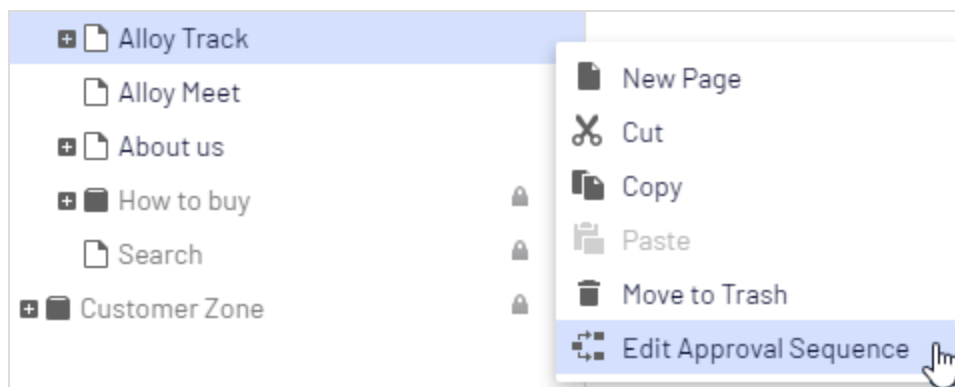 Alloy Track
Alloy Meet
About us
How to buy
Search
Customer Zone
New Page
Cut
Copy
Paste
Move to Trash
Edit Approval Sequence